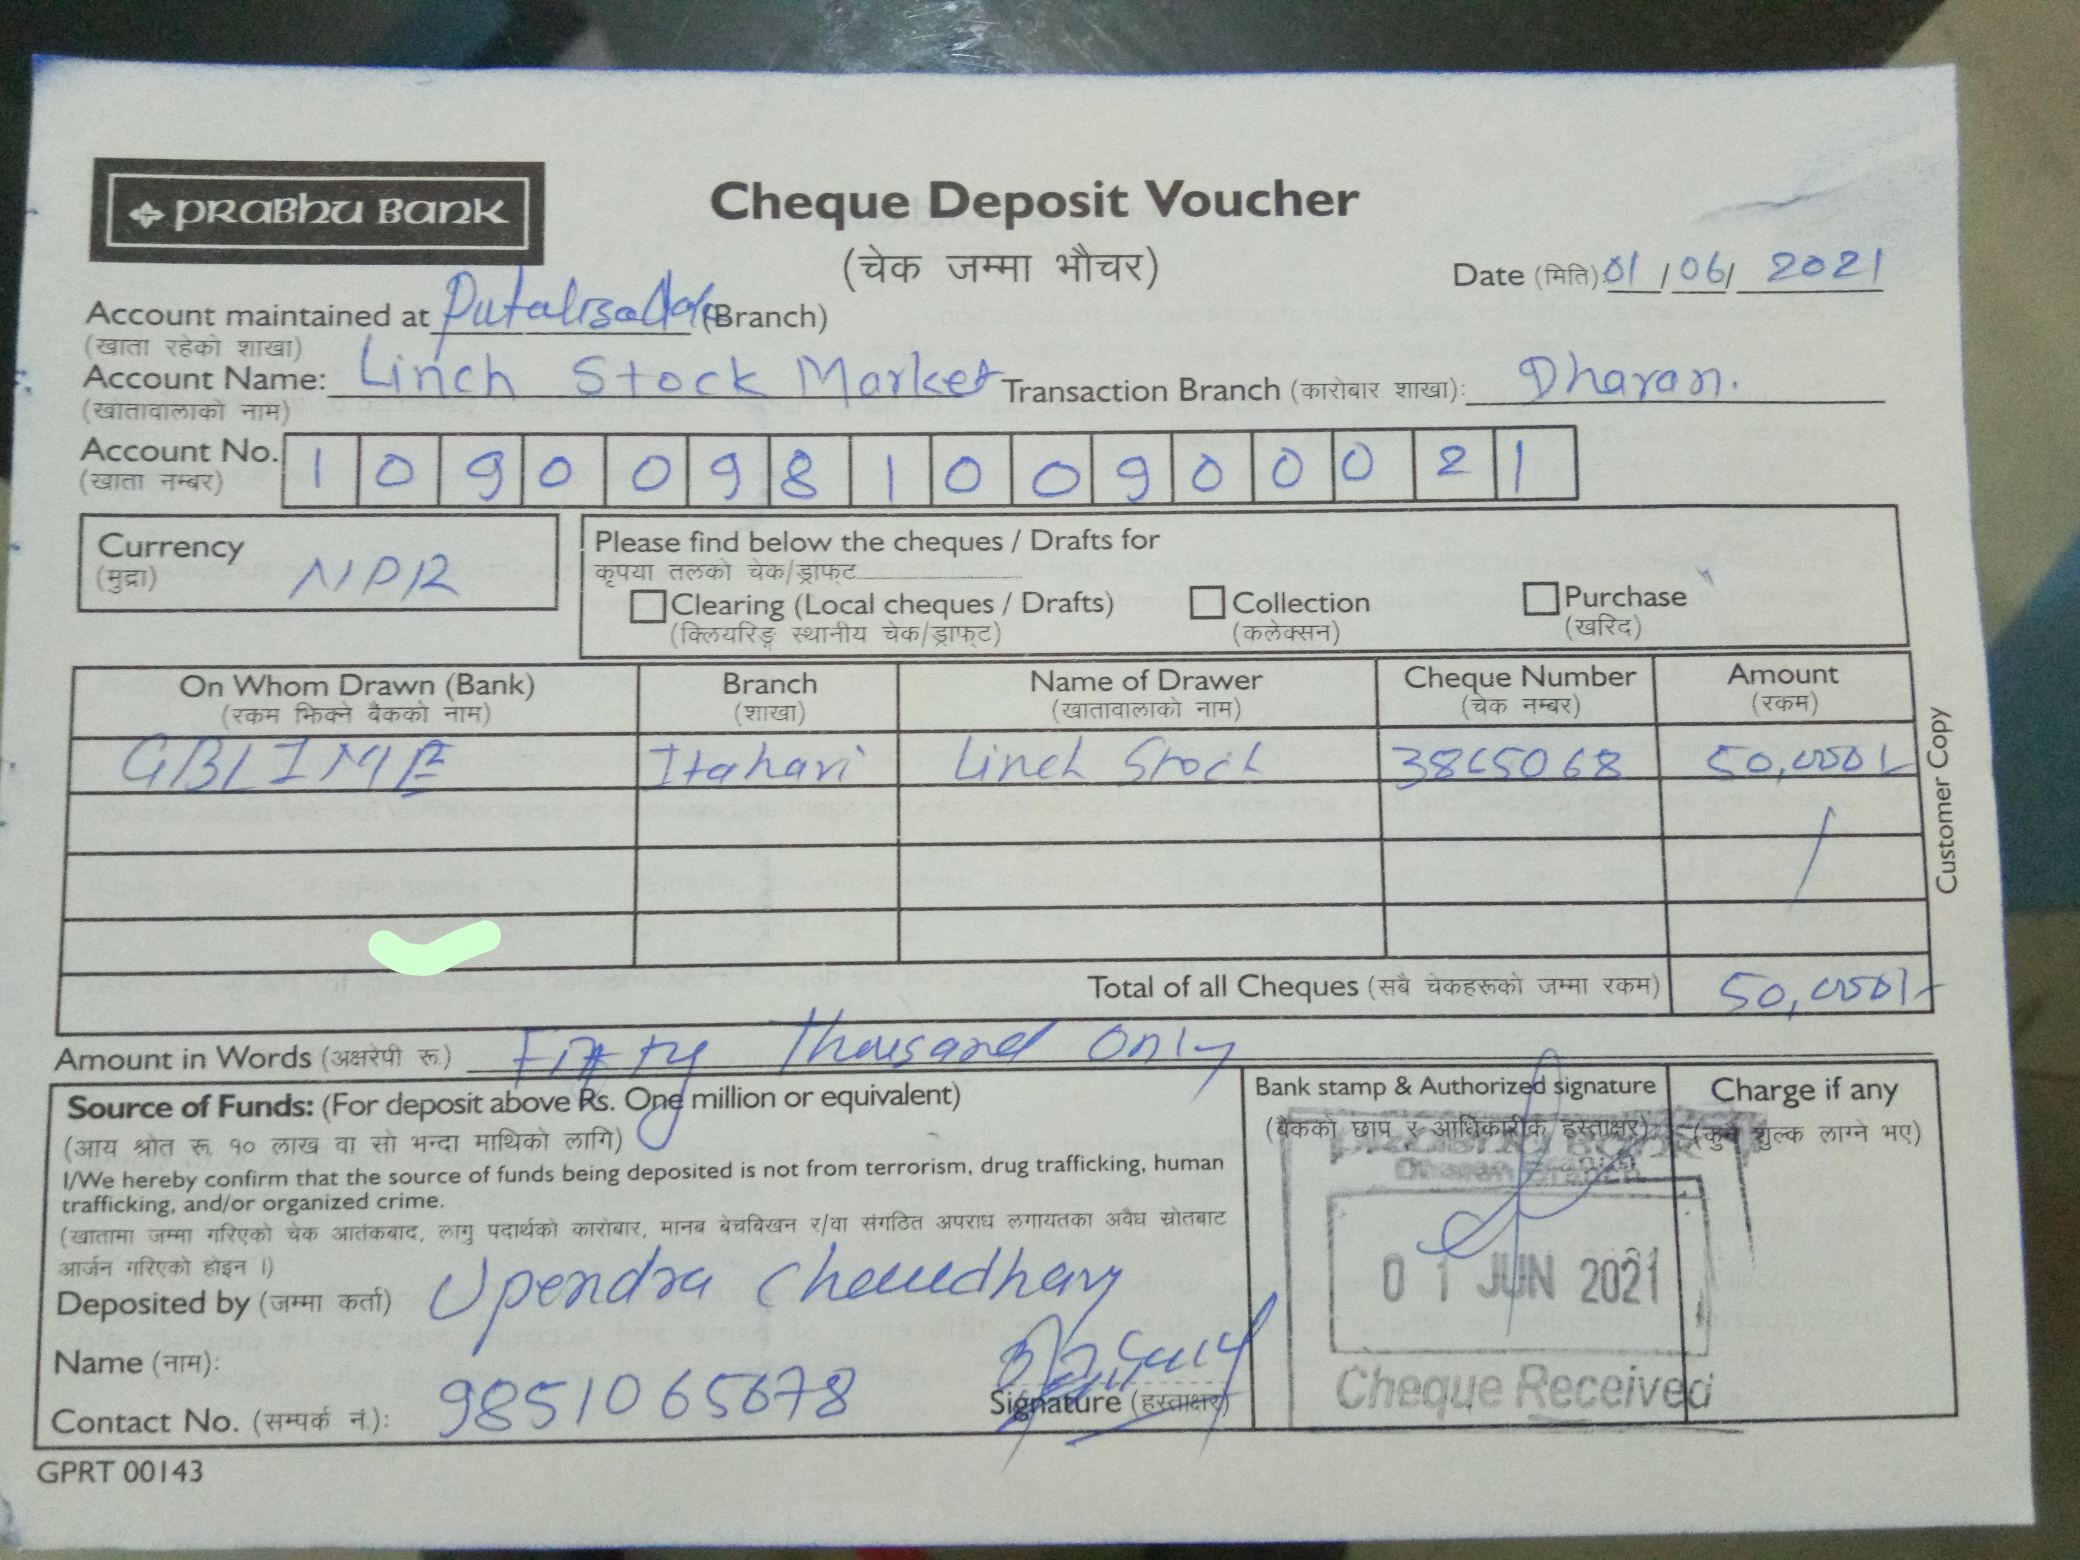 PRABHU BANK
Cheque Deposit Voucher
(चेक जम्मा भौचर)
Date (मिति): 01/06/2021
Account maintained at Putalisadak (Branch)
(खाता रहेको शाखा)
Account Name: Linch Stock Market Transaction Branch (कारोबार शाखा): Dharan.
(खातावालाको नाम)
Account No. 1 0 9 0 0 9 8 1 0 0 9 0 0 0 2 1
(खाता नम्बर)
Currency NPR
(मुद्रा)
Please find below the cheques / Drafts for
कृपया तलको चेक/ड्राफ्ट
Clearing (Local cheques / Drafts) Collection Purchase
(क्लियरिङ्ग स्थानीय चेक/ड्राफ्ट) (कलेक्सन) (खरिद)
On Whom Drawn (Bank) Branch Name of Drawer Cheque Number Amount
(रकम झिक्ने बैकको नाम) (शाखा) (खातावालाको नाम) (चेक नम्बर) (रकम)
GBLIME Itahari Linch Stock 3865068 50,000/-
Total of all Cheques (सबै चेकहरूको जम्मा रकम) 50,000/-
Customer Copy
Amount in Words (अक्षरेपी रू.) Fifty thousand only
Source of Funds: (For deposit above Rs. One million or equivalent)
(आय श्रोत रू. १० लाख वा सो भन्दा माथिको लागि)
I/We hereby confirm that the source of funds being deposited is not from terrorism, drug trafficking, human
trafficking, and/or organized crime.
(खातामा जम्मा गरिएको चेक आतंकबाद, लागु पदार्थको कारोबार, मानब बेचबिखन र/वा संगठित अपराध लगायतका अवैध स्रोतबाट
आर्जन गरिएको होइन ।)
Deposited by (जम्मा कर्ता) Upendra Choudhary
Name (नाम):
Contact No. (सम्पर्क नं.): 9851065678
Signature (हस्ताक्षर)
Bank stamp & Authorized signature
(बैंकको छाप र आधिकारीक हस्ताक्षर)
Dharan Branch
01 JUN 2021
Cheque Received
Charge if any
(कुनै शुल्क लाग्ने भए)
GPRT 00143